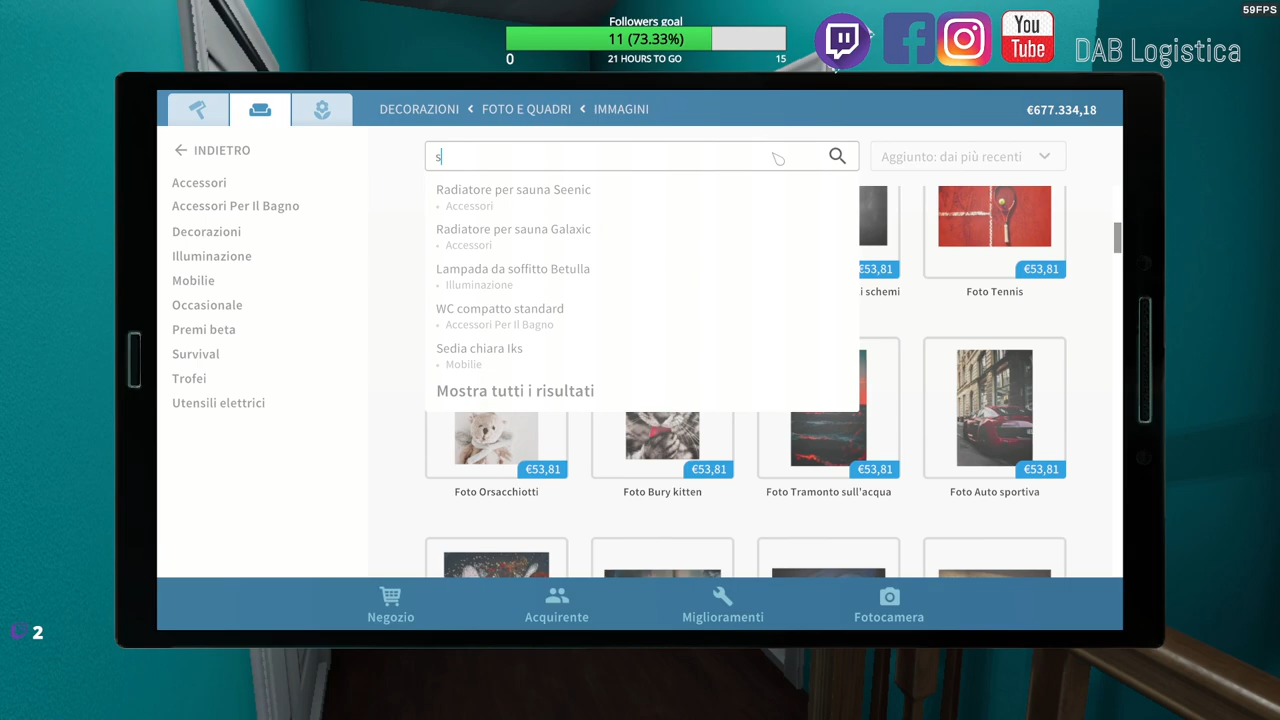 59FPS
Followers goal
11 (73.33%)
0 21 HOURS TO GO 15
You
Tube
DAB Logistica
DECORAZIONI < FOTO E QUADRI < IMMAGINI
€677.334,18
INDIETRO
Accessori
Accessori Per Il Bagno
Decorazioni
Illuminazione
Mobilie
Occasionale
Premi beta
Survival
Trofei
Utensili elettrici
s
Aggiunto: dai più recenti
Radiatore per sauna Seenic
• Accessori
Radiatore per sauna Galaxic
• Accessori
Lampada da soffitto Betulla
• Illuminazione
WC compatto standard
• Accessori Per Il Bagno
Sedia chiara Iks
• Mobilie
Mostra tutti i risultati
€53,81 €53,81
i schemi Foto Tennis
€53,81 €53,81 €53,81 €53,81
Foto Orsacchiotti Foto Bury kitten Foto Tramonto sull'acqua Foto Auto sportiva
Negozio Acquirente Miglioramenti Fotocamera
2